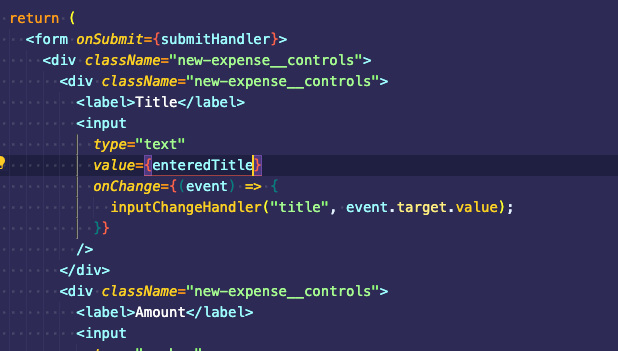 return (
<form onSubmit={submitHandler}>
<div className="new-expense__controls">
<div className="new-expense__controls">
<label>Title</label>
<input
type="text"
value={enteredTitle}
onChange={(event) => {
inputChangeHandler("title", event.target.value);
}}
/>
</div>
<div className="new-expense__controls">
<label>Amount</label>
<input